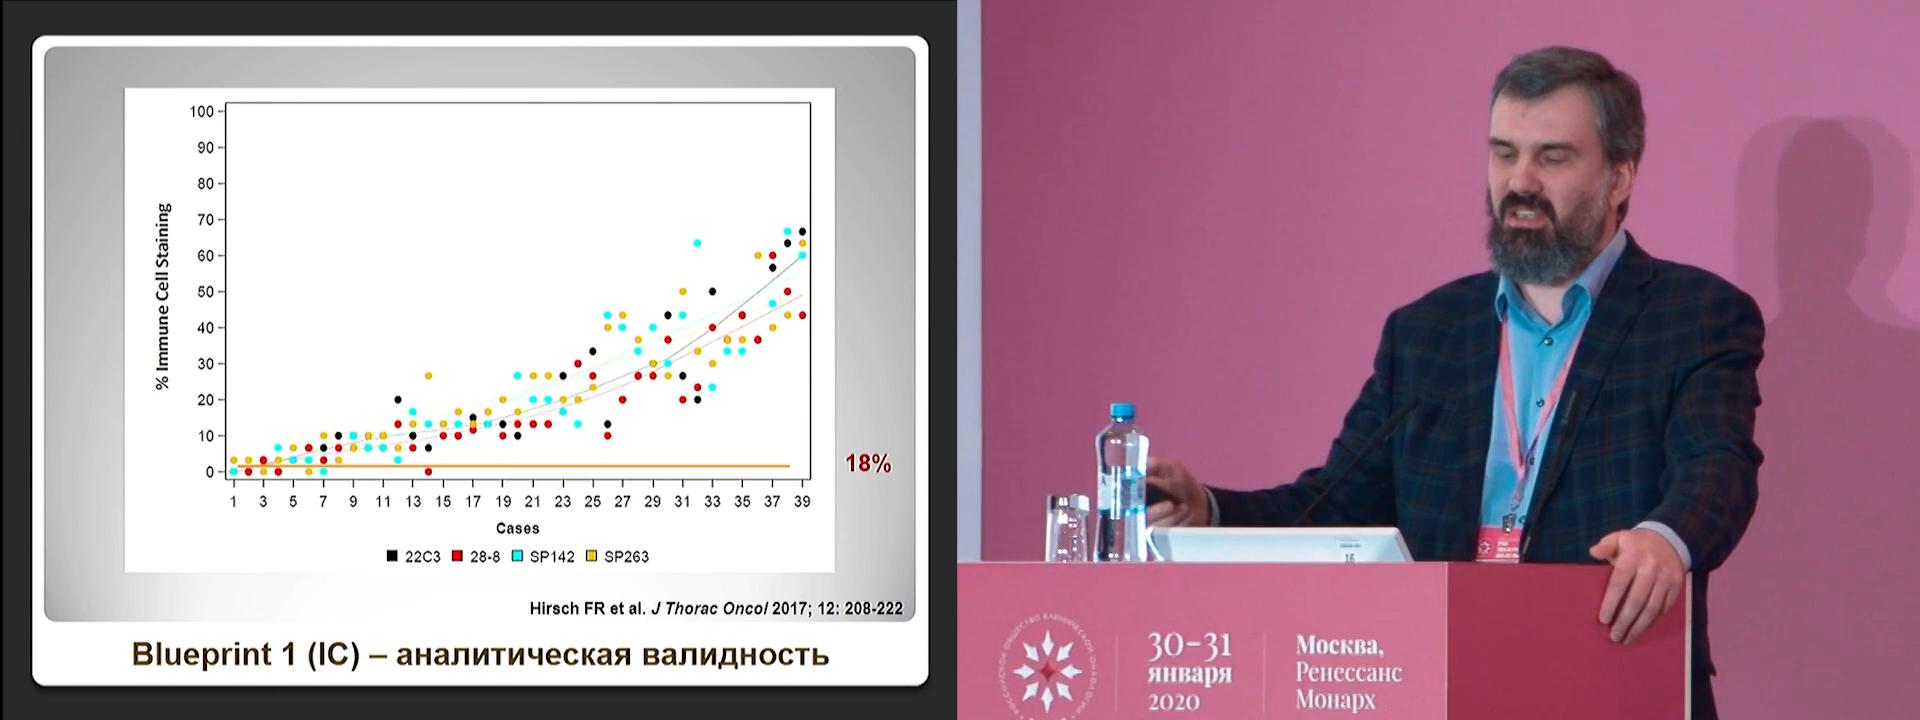 100
90
80
70
60
50
40
30
20
10
0
% Immune Cell Staining
1 3 5 7 9 11 13 15 17 19 21 23 25 27 29 31 33 35 37 39
Cases
22C3 28-8 SP142 SP263
18%
Hirsch FR et al. J Thorac Oncol 2017; 12: 208-222
Blueprint 1 (IC) – аналитическая валидность
30-31
января
2020
Москва,
Ренессанс
Монарх